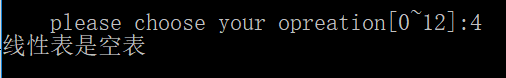 please choose your opreation[0~12]:4
线性表是空表